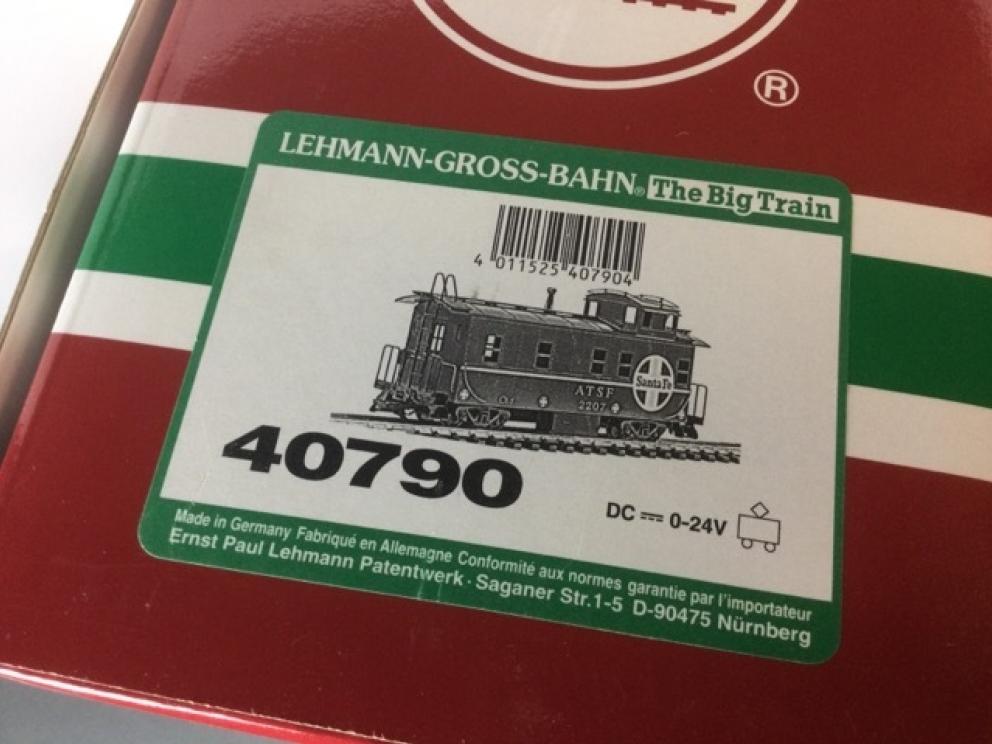 ®
LEHMANN-GROSS-BAHN® The Big Train
4 011525 407904
Santa Fe
ATSF
2207
40790
DC 0-24V
Made in Germany Fabriqué en Allemagne Conformité aux normes garantie par l'importateur
Ernst Paul Lehmann Patentwerk · Saganer Str.1-5 D-90475 Nürnberg